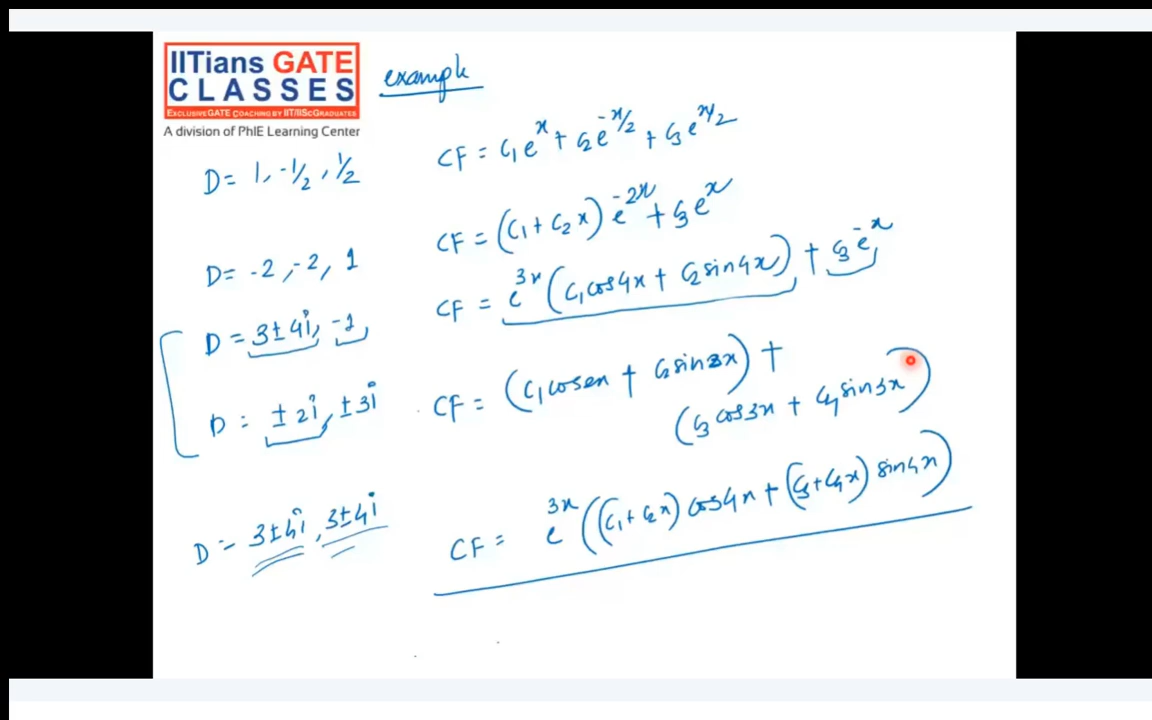 IITians GATE
CLASSES
EXCLUSIVE GATE COACHING BY IIT/IISC GRADUATES
A division of PhIE Learning Center
example
D = 1, -1/2, 1/2 CF = C₁e^x + C₂e^-x/2 + C₃e^x/2
D = -2, -2, 1 CF = (C₁ + C₂x) e^-2x + C₃e^x
D = 3±4i, -1 CF = e^3x (C₁cos4x + C₂sin4x) + C₃e^-x
D = ±2i, ±3i CF = (C₁cos2x + C₂sin2x) +
(C₃cos3x + C₄sin3x)
D = 3±4i, 3±4i CF = e^3x ((C₁+C₂x) cos4x + (C₃+C₄x) sin4x)